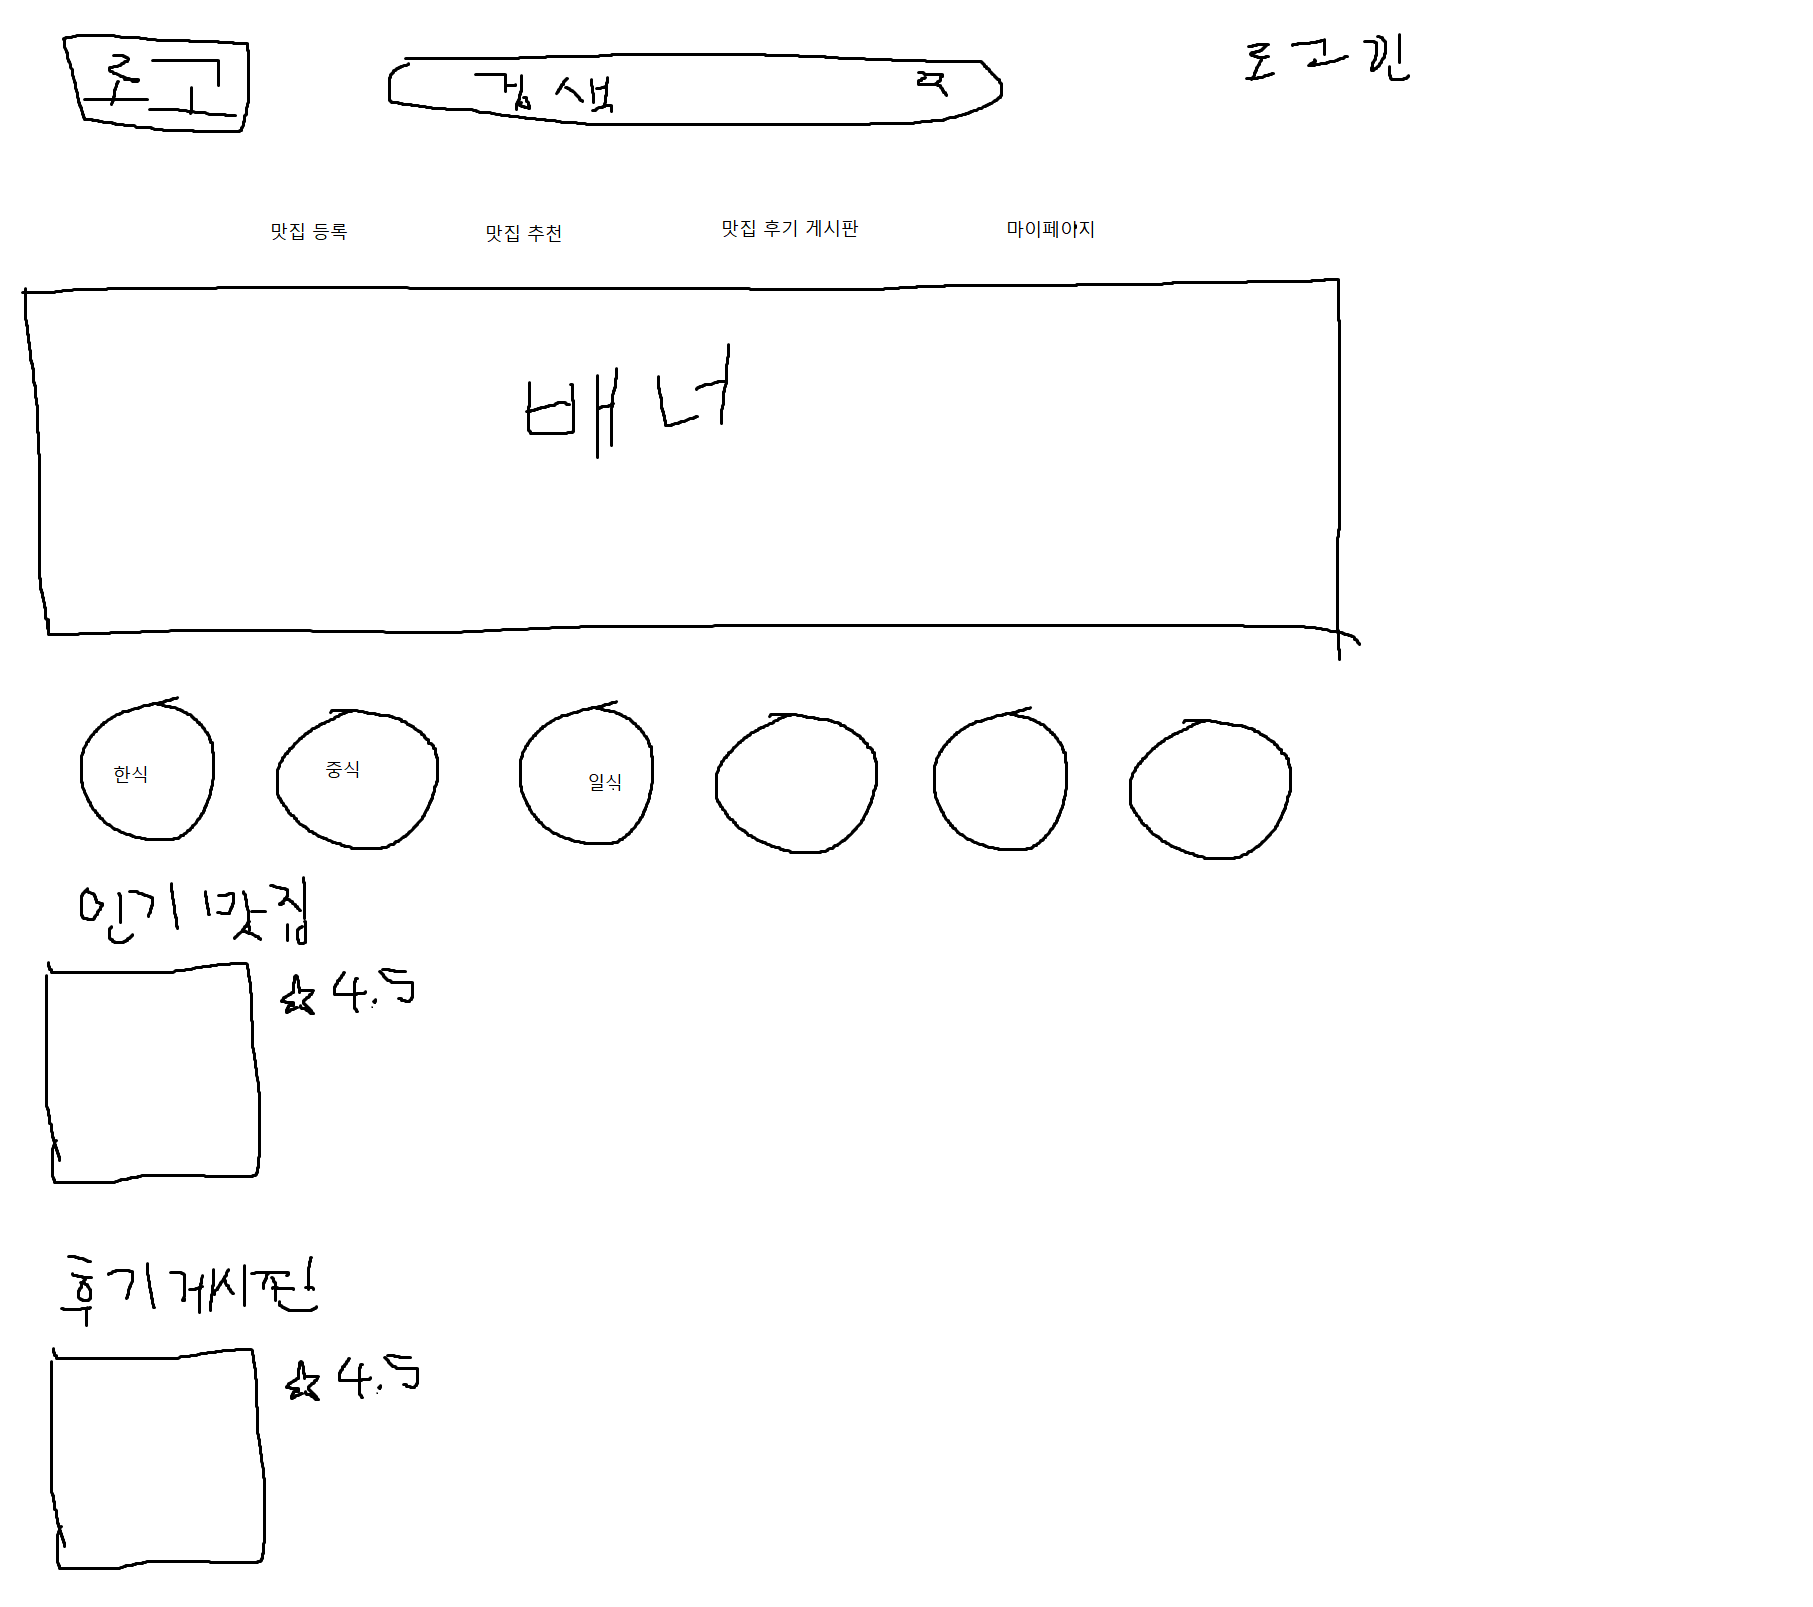 로고 검색 로그인
맛집 등록 맛집 추천 맛집 후기 게시판 마이페이지
배너
한식 중식 일식
인기 맛집
☆4.5
후기 게시판
☆4.5